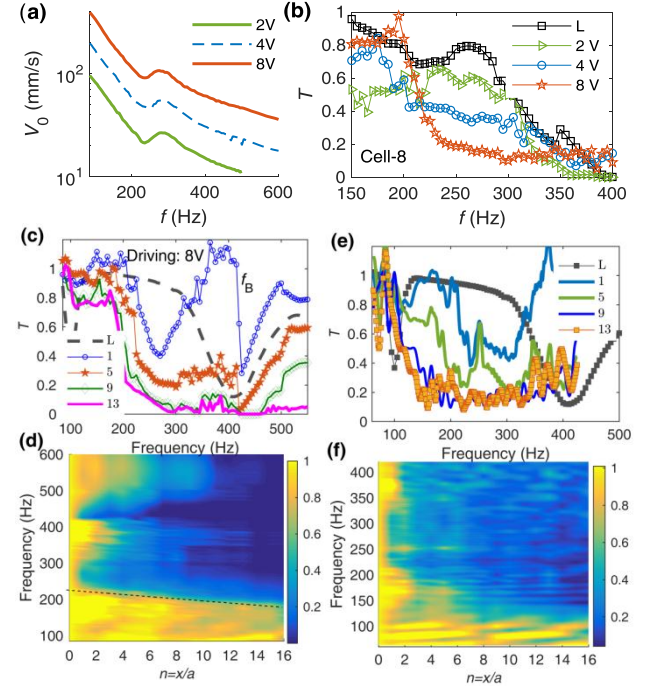 (a)
V0 (mm/s)
10^2
10^1
2V
4V
8V
200 400 600
f (Hz)
(b)
T
1
0.8
0.6
0.4
0.2
0
L
2 V
4 V
8 V
Cell-8
150 200 250 300 350 400
f (Hz)
(c)
Driving: 8V
fB
T
1
0.8
0.6
0.4
0.2
0
L
1
5
9
13
100 200 300 400 500
Frequency (Hz)
(e)
T
1.2
1
0.8
0.6
0.4
0.2
0
L
1
5
9
13
100 200 300 400 500
Frequency (Hz)
(d)
Frequency (Hz)
600
500
400
300
200
100
0 2 4 6 8 10 12 14 16
n=x/a
1
0.8
0.6
0.4
0.2
(f)
Frequency (Hz)
400
350
300
250
200
150
100
0 2 4 6 8 10 12 14 16
n=x/a
1
0.8
0.6
0.4
0.2